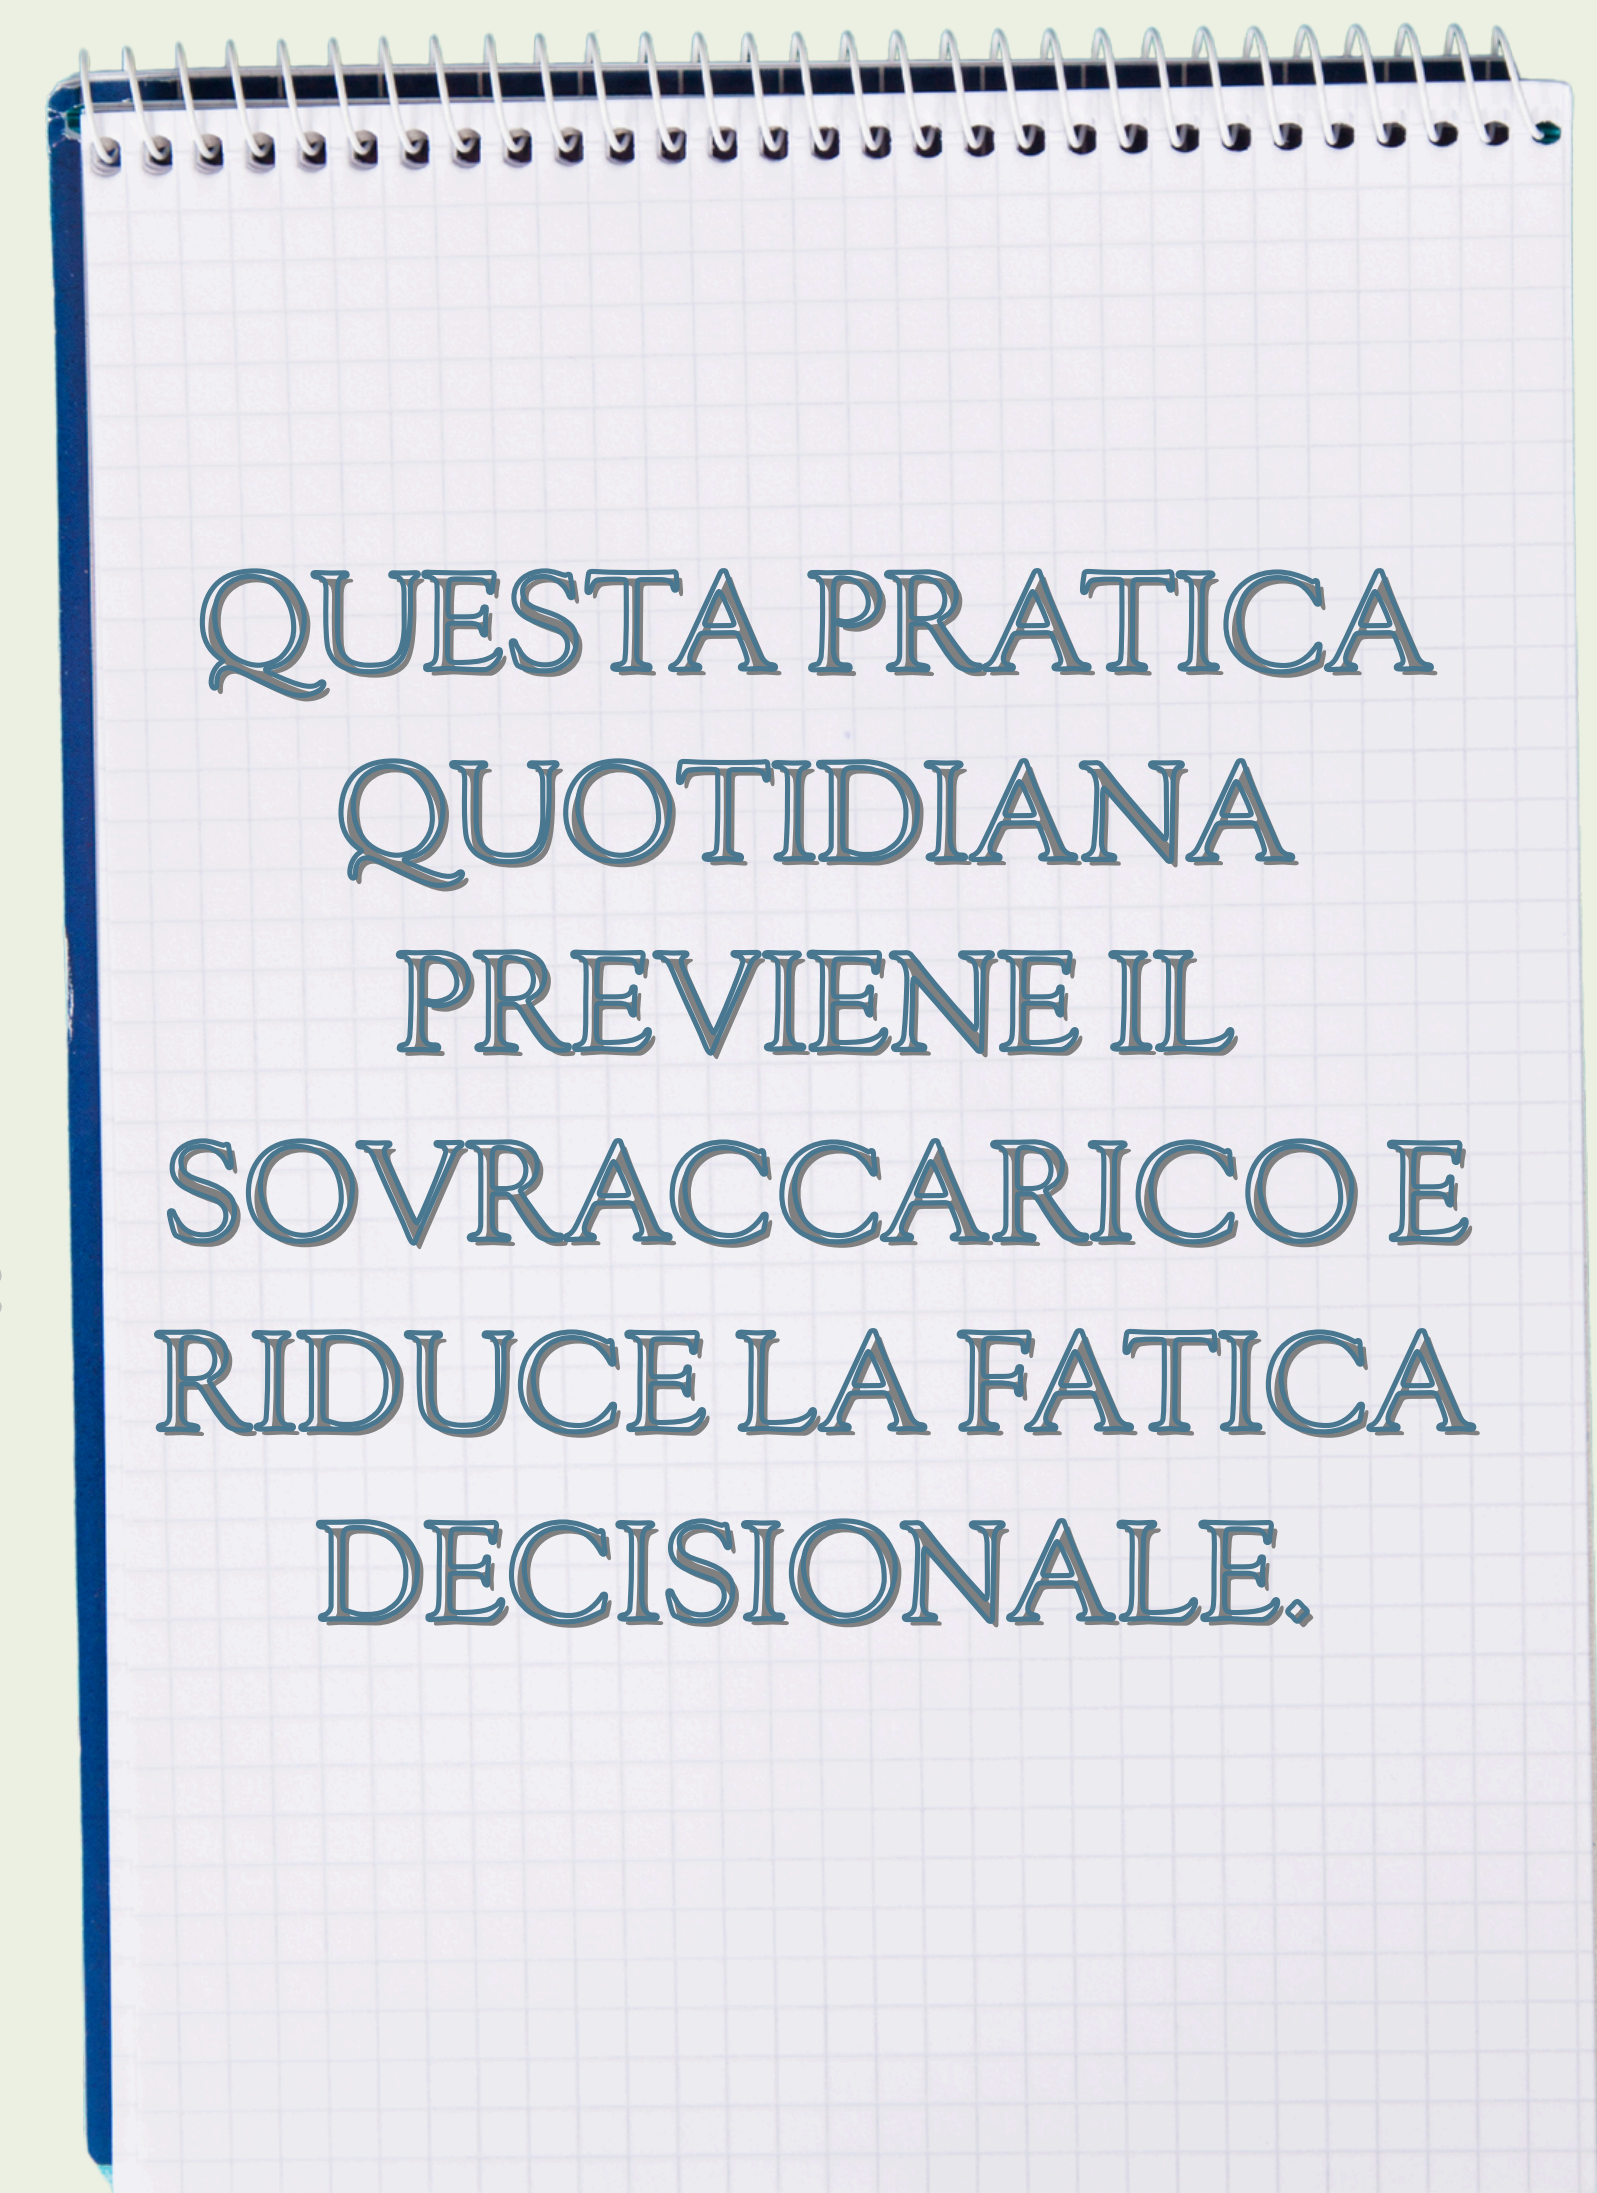 QUESTA PRATICA
QUOTIDIANA
PREVIENE IL
SOVRACCARICO E
RIDUCE LA FATICA
DECISIONALE.